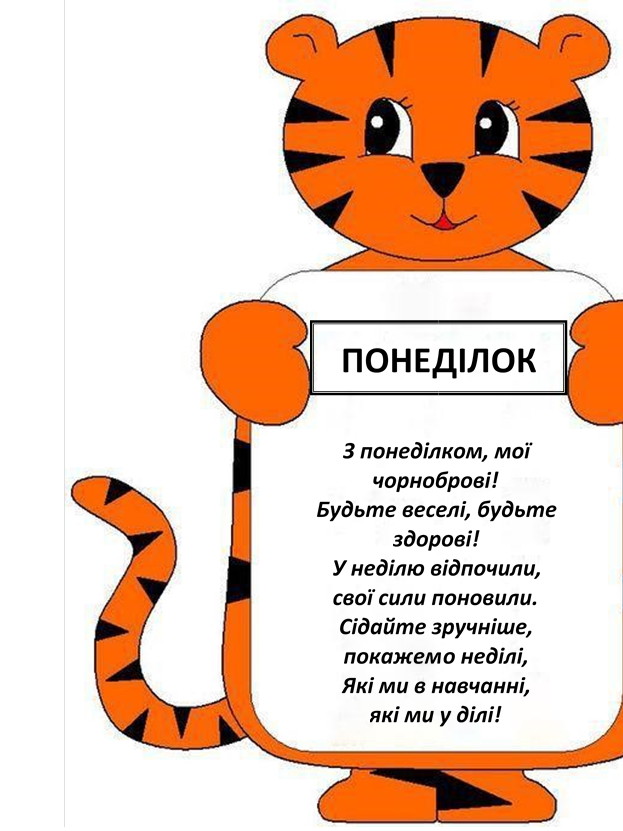 ПОНЕДІЛОК
З понеділком, мої
чорноброві!
Будьте веселі, будьте
здорові!
У неділю відпочили,
свої сили поновили.
Сідайте зручніше,
покажемо неділі,
Які ми в навчанні,
які ми у ділі!